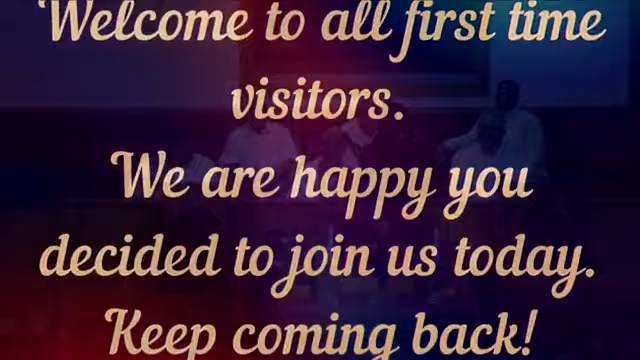 Welcome to all first time
visitors.
We are happy you
decided to join us today.
Keep coming back!